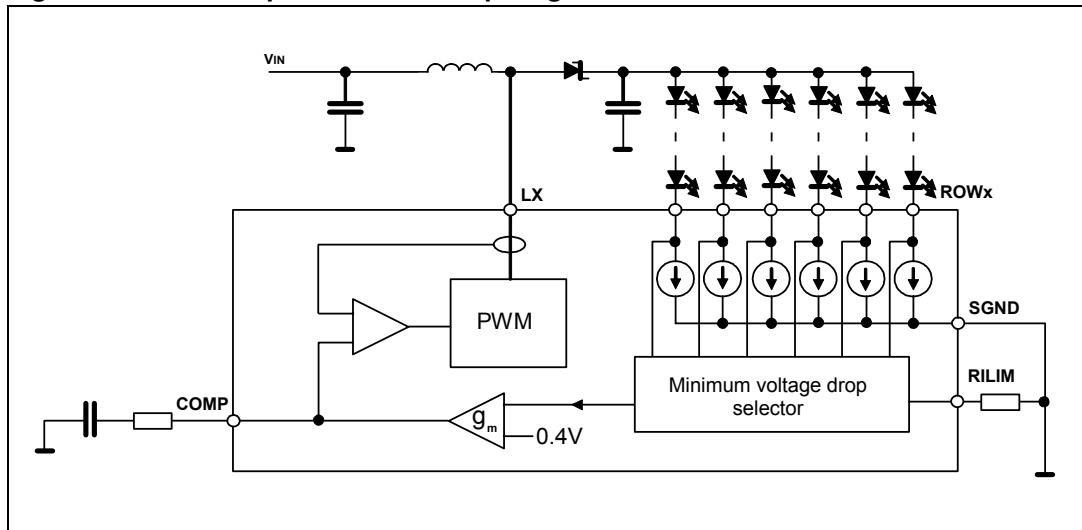 VIN
LX
ROWx
PWM
SGND
Minimum voltage drop
selector
RILIM
COMP
gm
0.4V